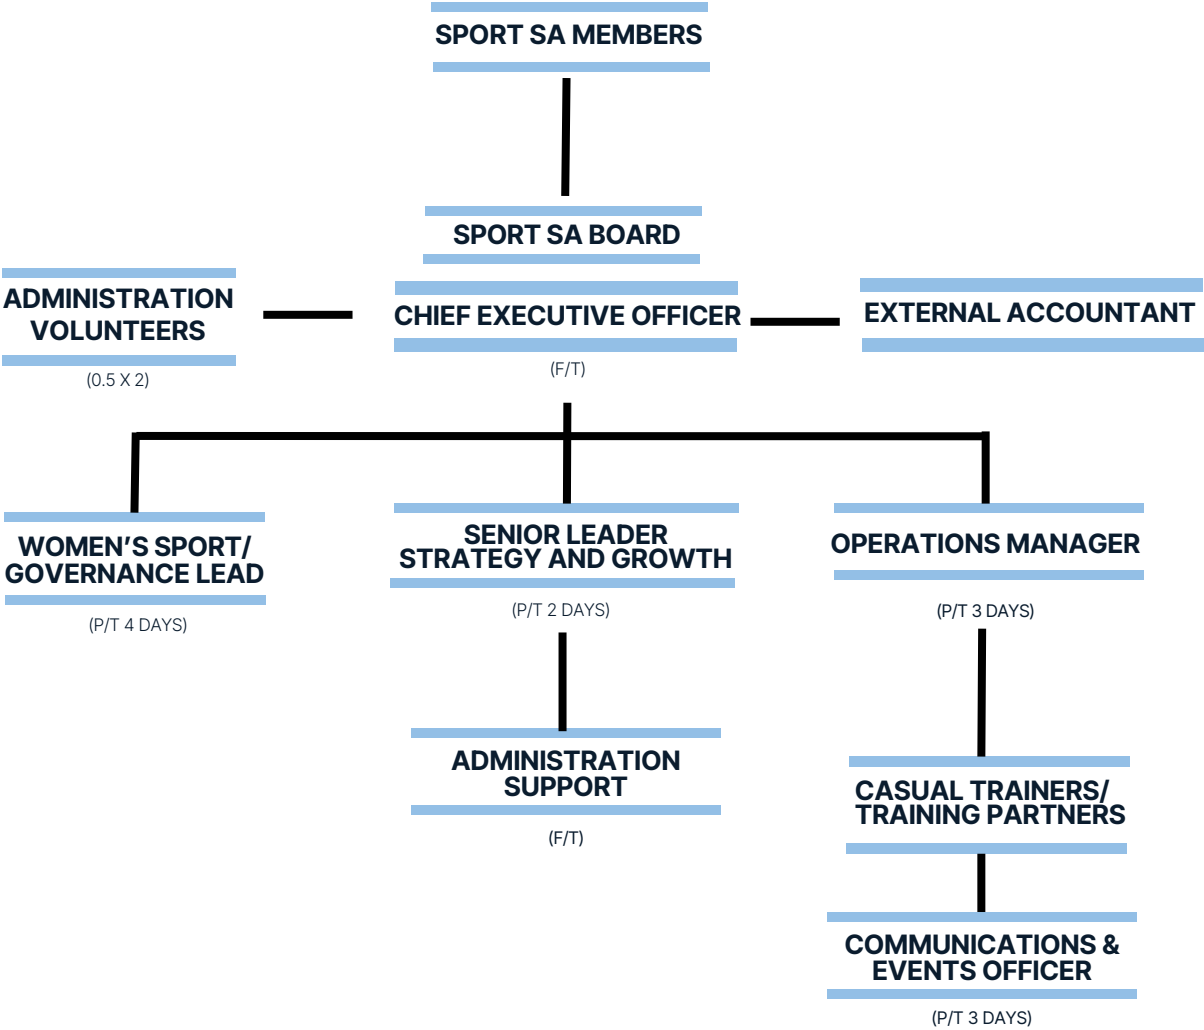 SPORT SA MEMBERS
SPORT SA BOARD
ADMINISTRATION
VOLUNTEERS
(0.5 X 2)
CHIEF EXECUTIVE OFFICER
(F/T)
EXTERNAL ACCOUNTANT
WOMEN’S SPORT/
GOVERNANCE LEAD
(P/T 4 DAYS)
SENIOR LEADER
STRATEGY AND GROWTH
(P/T 2 DAYS)
OPERATIONS MANAGER
(P/T 3 DAYS)
ADMINISTRATION
SUPPORT
(F/T)
CASUAL TRAINERS/
TRAINING PARTNERS
COMMUNICATIONS &
EVENTS OFFICER
(P/T 3 DAYS)